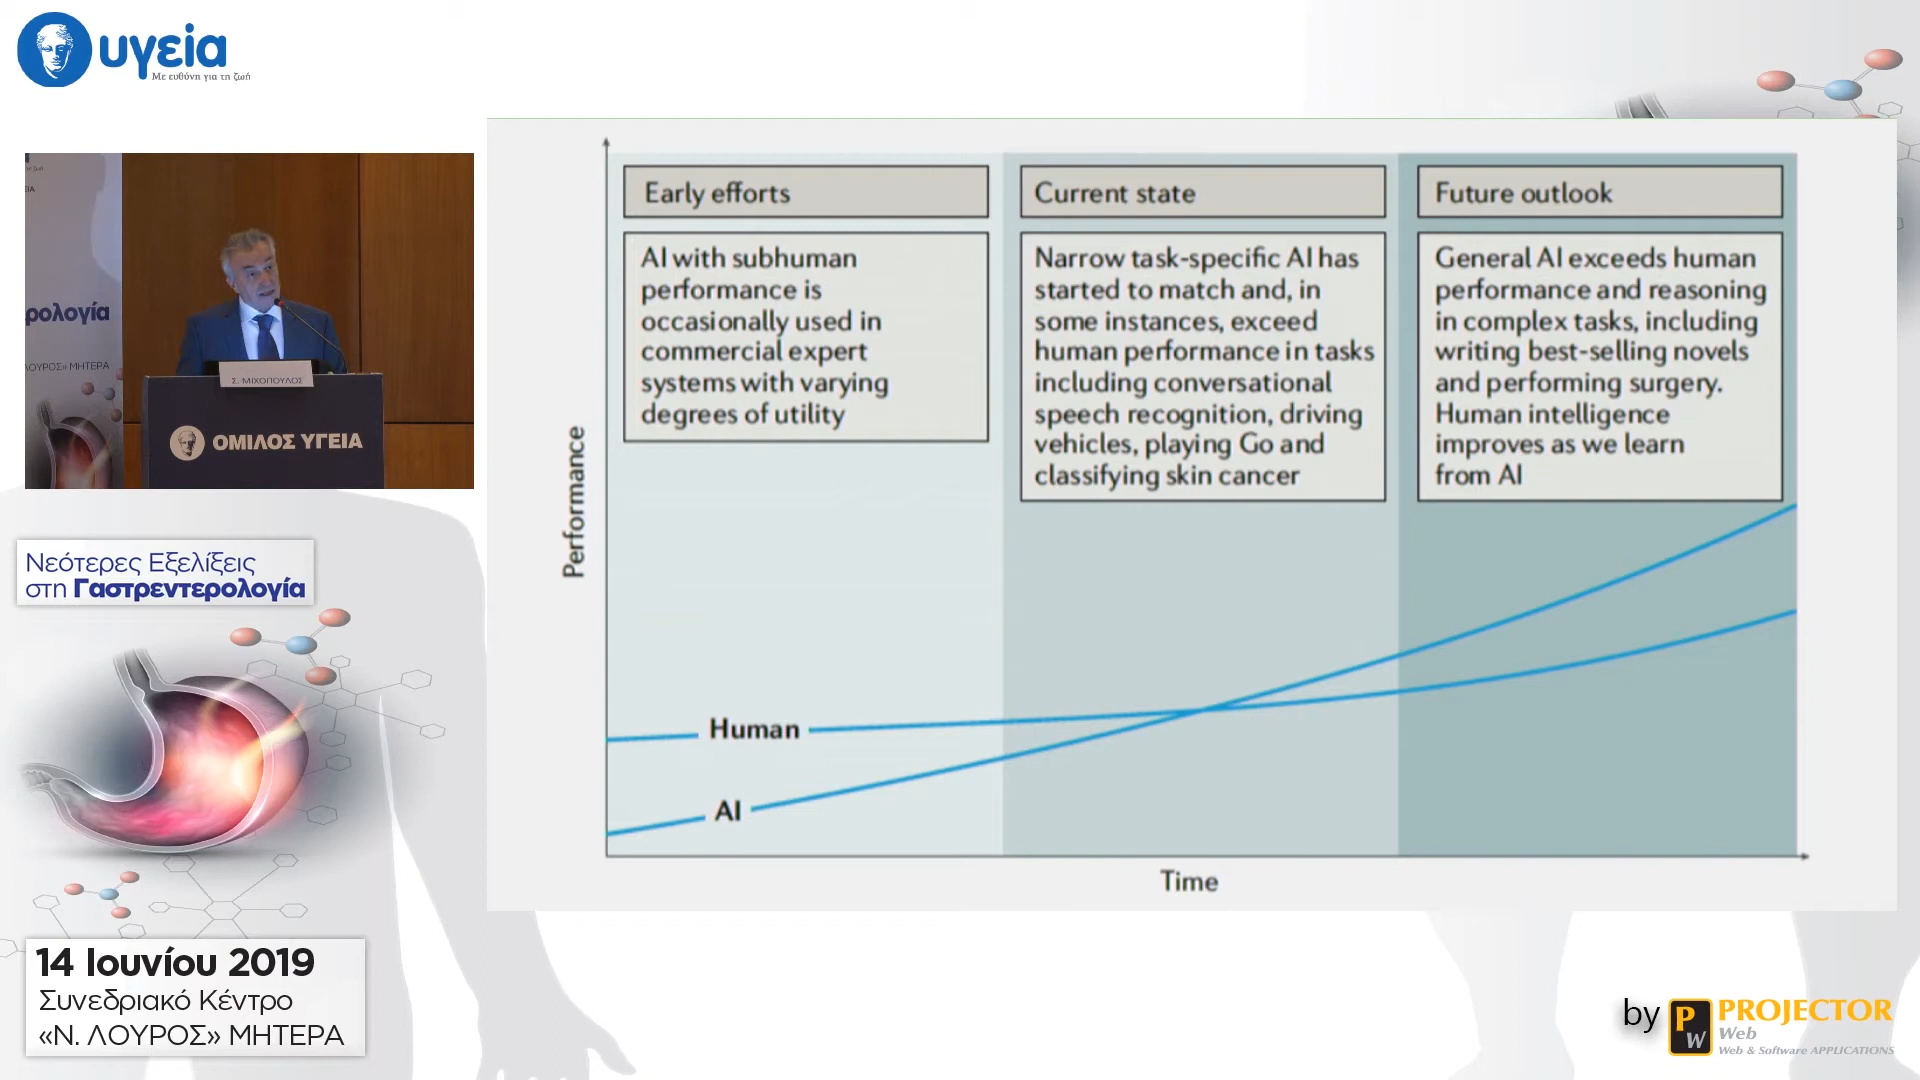 υγεία
Με ευθύνη για τη ζωή
ρολογία
ΛΟΥΡΟΣ» ΜΗΤΕΡΑ
Σ. ΜΙΧΟΠΟΥΛΟΣ
ΟΜΙΛΟΣ ΥΓΕΙΑ
Νεότερες Εξελίξεις
στη Γαστρεντερολογία
14 Ιουνίου 2019
Συνεδριακό Κέντρο
«Ν. ΛΟΥΡΟΣ» ΜΗΤΕΡΑ
Performance
Early efforts
AI with subhuman
performance is
occasionally used in
commercial expert
systems with varying
degrees of utility
Current state
Narrow task-specific AI has
started to match and, in
some instances, exceed
human performance in tasks
including conversational
speech recognition, driving
vehicles, playing Go and
classifying skin cancer
Future outlook
General AI exceeds human
performance and reasoning
in complex tasks, including
writing best-selling novels
and performing surgery.
Human intelligence
improves as we learn
from AI
Human
AI
Time
by PROJECTOR
PW
Web
Web & Software APPLICATIONS